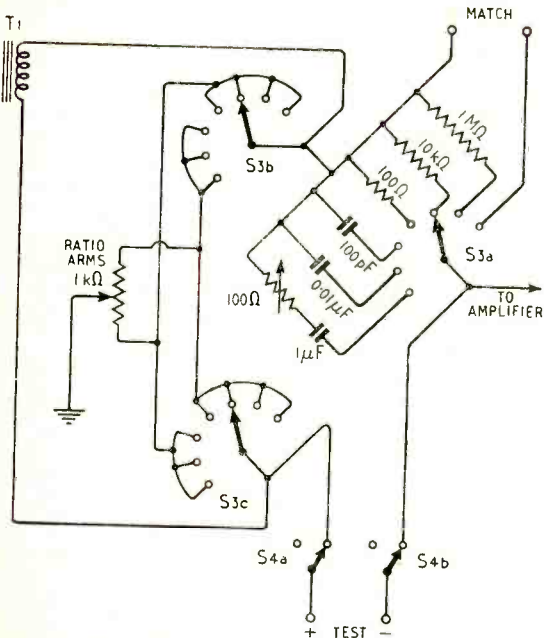 T1
MATCH
1MΩ
10kΩ
100Ω
S3b
S3a
100pF
0·01μF
RATIO
ARMS
1kΩ
100Ω
1μF
TO
AMPLIFIER
S3c
S4a
S4b
+ TEST −